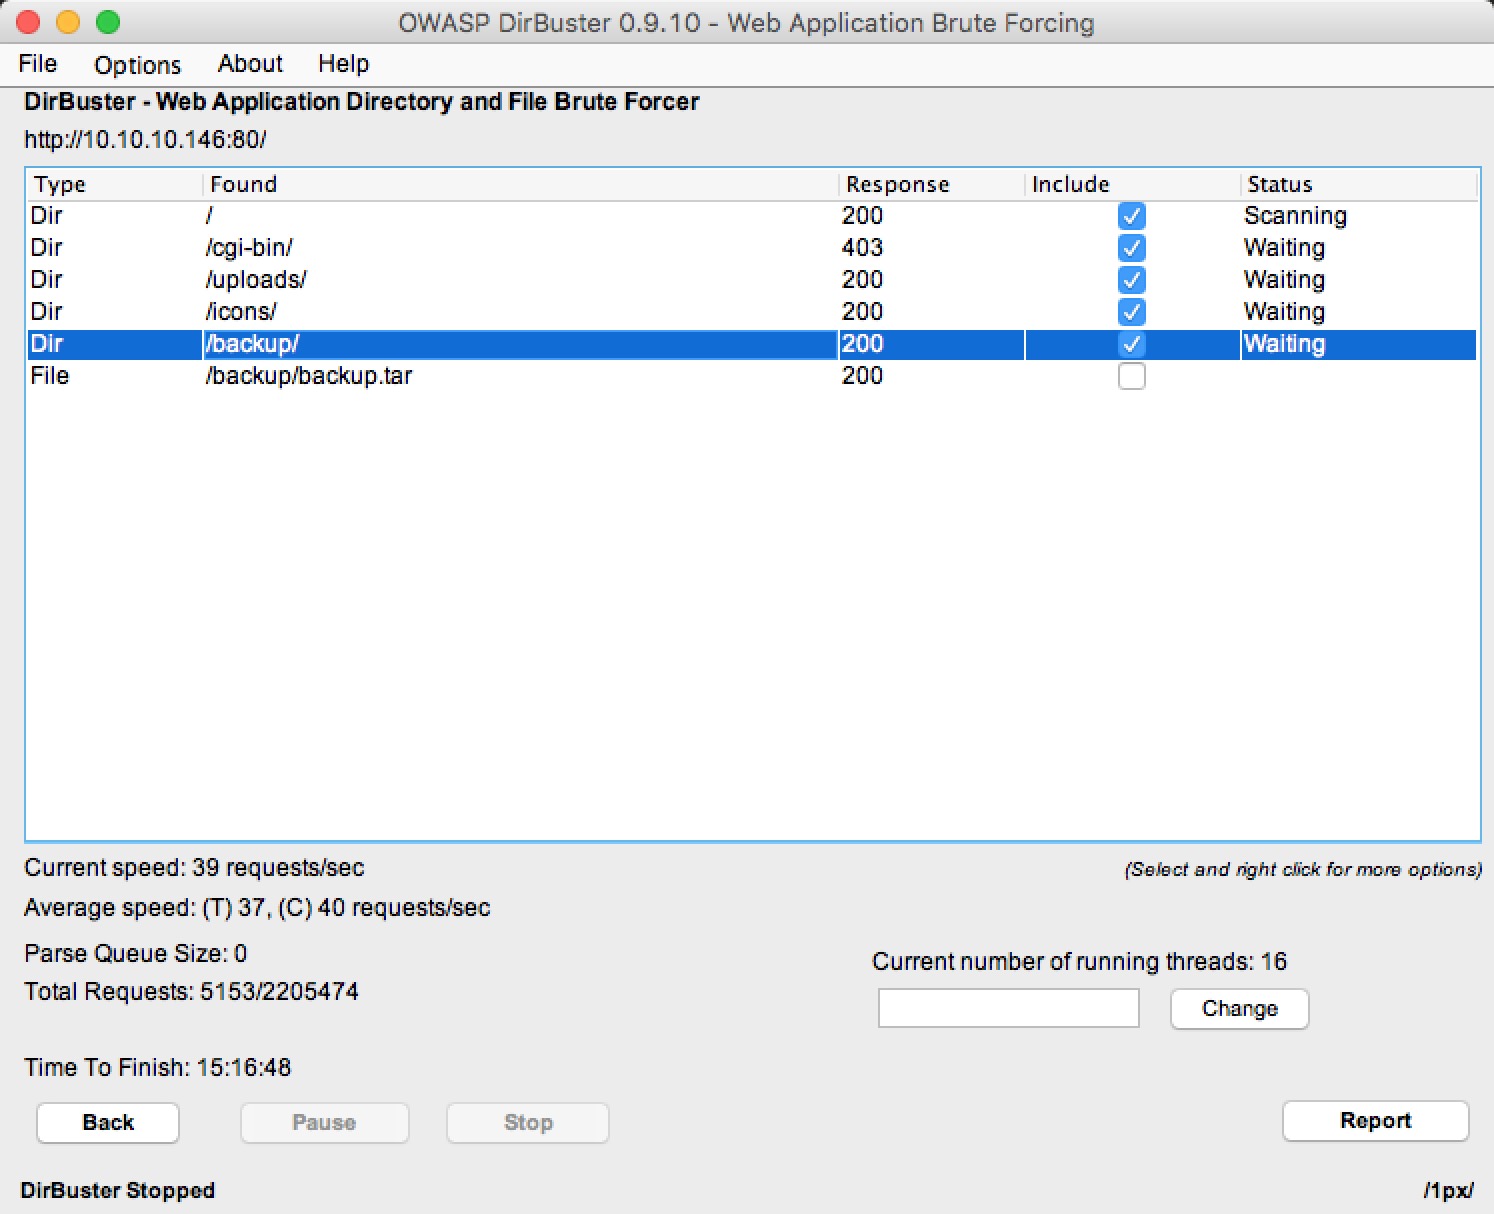 OWASP DirBuster 0.9.10 - Web Application Brute Forcing
File Options About Help
DirBuster - Web Application Directory and File Brute Forcer
http://10.10.10.146:80/
Type Found Response Include Status
Dir / 200 Scanning
Dir /cgi-bin/ 403 Waiting
Dir /uploads/ 200 Waiting
Dir /icons/ 200 Waiting
Dir /backup/ 200 Waiting
File /backup/backup.tar 200
Current speed: 39 requests/sec (Select and right click for more options)
Average speed: (T) 37, (C) 40 requests/sec
Parse Queue Size: 0
Current number of running threads: 16
Total Requests: 5153/2205474
Change
Time To Finish: 15:16:48
Back Pause Stop Report
DirBuster Stopped /1px/